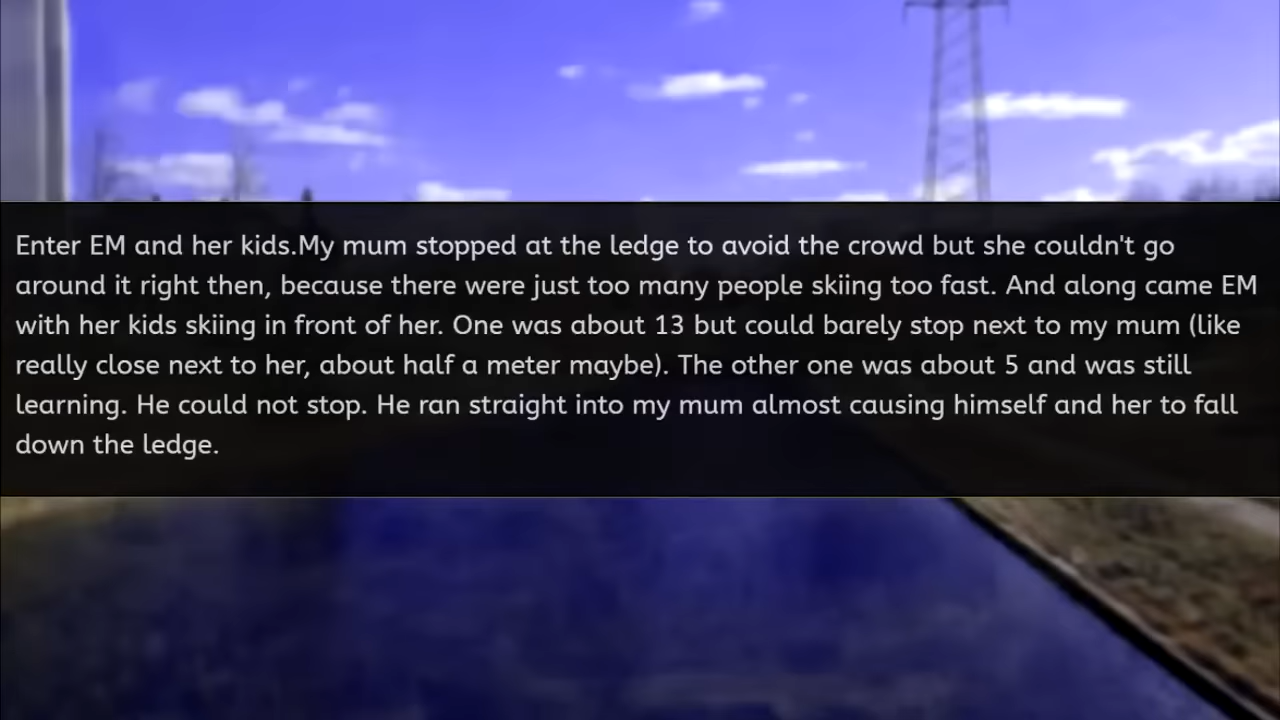 Enter EM and her kids.My mum stopped at the ledge to avoid the crowd but she couldn't go
around it right then, because there were just too many people skiing too fast. And along came EM
with her kids skiing in front of her. One was about 13 but could barely stop next to my mum (like
really close next to her, about half a meter maybe). The other one was about 5 and was still
learning. He could not stop. He ran straight into my mum almost causing himself and her to fall
down the ledge.